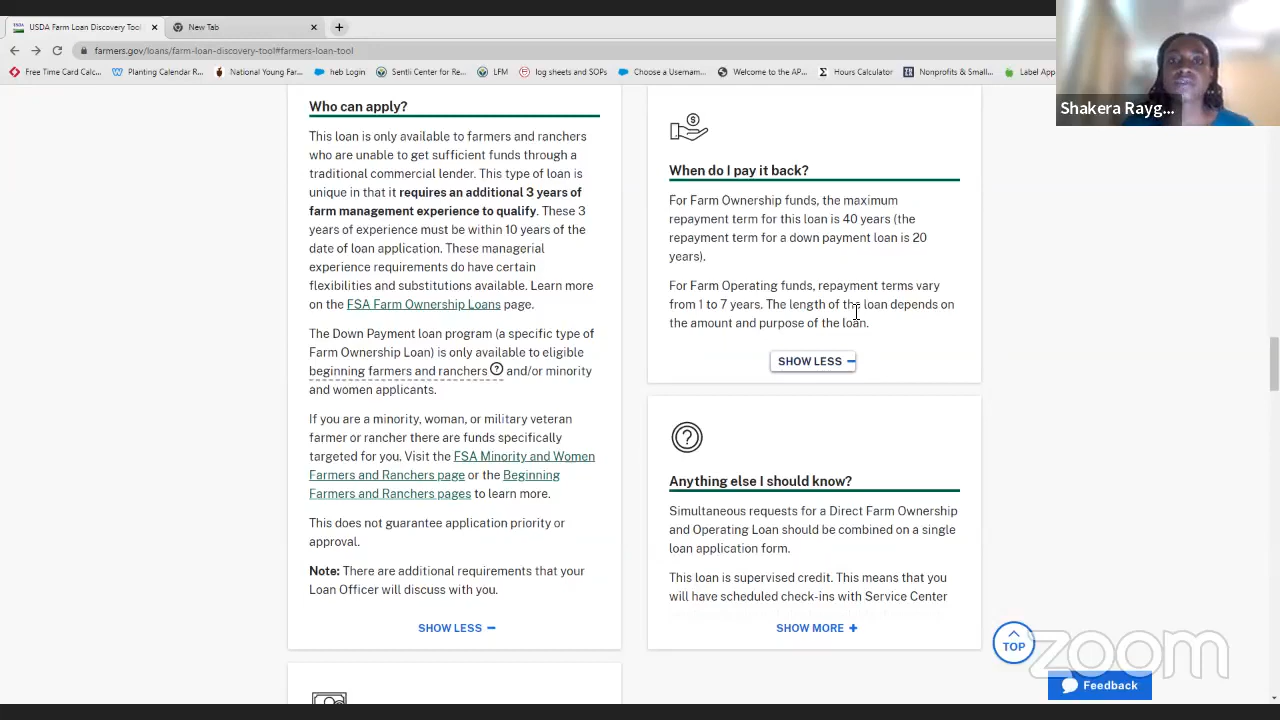 USDA Farm Loan Discovery Tool
New Tab
farmers.gov/loans/farm-loan-discovery-tool#farmers-loan-tool
Free Time Card Calc...
Planting Calendar R...
National Young Far...
heb Login
Sentli Center for Re...
LFM
log sheets and SOPs
Choose a Usernam...
Welcome to the AP...
Hours Calculator
Nonprofits & Small...
Label App
Shakera Rayg...
Who can apply?
This loan is only available to farmers and ranchers
who are unable to get sufficient funds through a
traditional commercial lender. This type of loan is
unique in that it requires an additional 3 years of
farm management experience to qualify. These 3
years of experience must be within 10 years of the
date of loan application. These managerial
experience requirements do have certain
flexibilities and substitutions available. Learn more
on the FSA Farm Ownership Loans page.
The Down Payment loan program (a specific type of
Farm Ownership Loan) is only available to eligible
beginning farmers and ranchers ? and/or minority
and women applicants.
If you are a minority, woman, or military veteran
farmer or rancher there are funds specifically
targeted for you. Visit the FSA Minority and Women
Farmers and Ranchers page or the Beginning
Farmers and Ranchers pages to learn more.
This does not guarantee application priority or
approval.
Note: There are additional requirements that your
Loan Officer will discuss with you.
SHOW LESS
When do I pay it back?
For Farm Ownership funds, the maximum
repayment term for this loan is 40 years (the
repayment term for a down payment loan is 20
years).
For Farm Operating funds, repayment terms vary
from 1 to 7 years. The length of the loan depends on
the amount and purpose of the loan.
SHOW LESS
Anything else I should know?
Simultaneous requests for a Direct Farm Ownership
and Operating Loan should be combined on a single
loan application form.
This loan is supervised credit. This means that you
will have scheduled check-ins with Service Center
SHOW MORE
TOP
zoom
Feedback